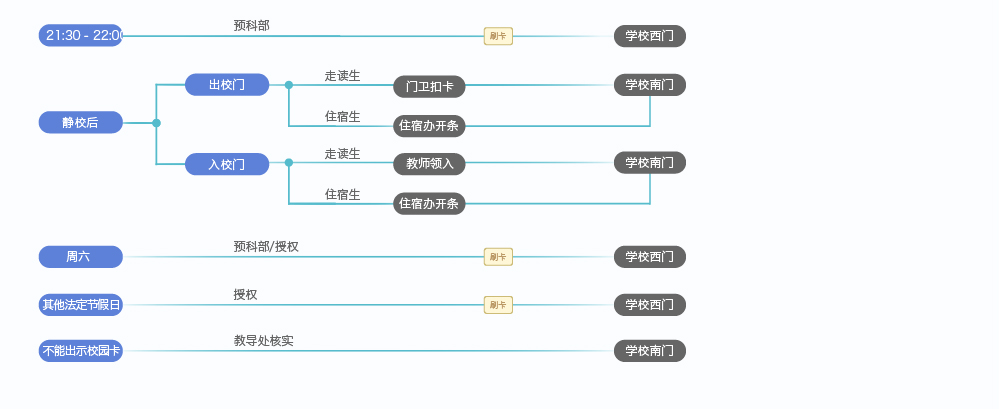 预科部
21:30 - 22:00
刷卡
学校西门
走读生
出校门
门卫扣卡
学校南门
住宿生
静校后
住宿办开条
走读生
入校门
教师领入
学校南门
住宿生
住宿办开条
预科部/授权
周六
刷卡
学校西门
授权
其他法定节假日
刷卡
学校西门
教导处核实
不能出示校园卡
学校南门